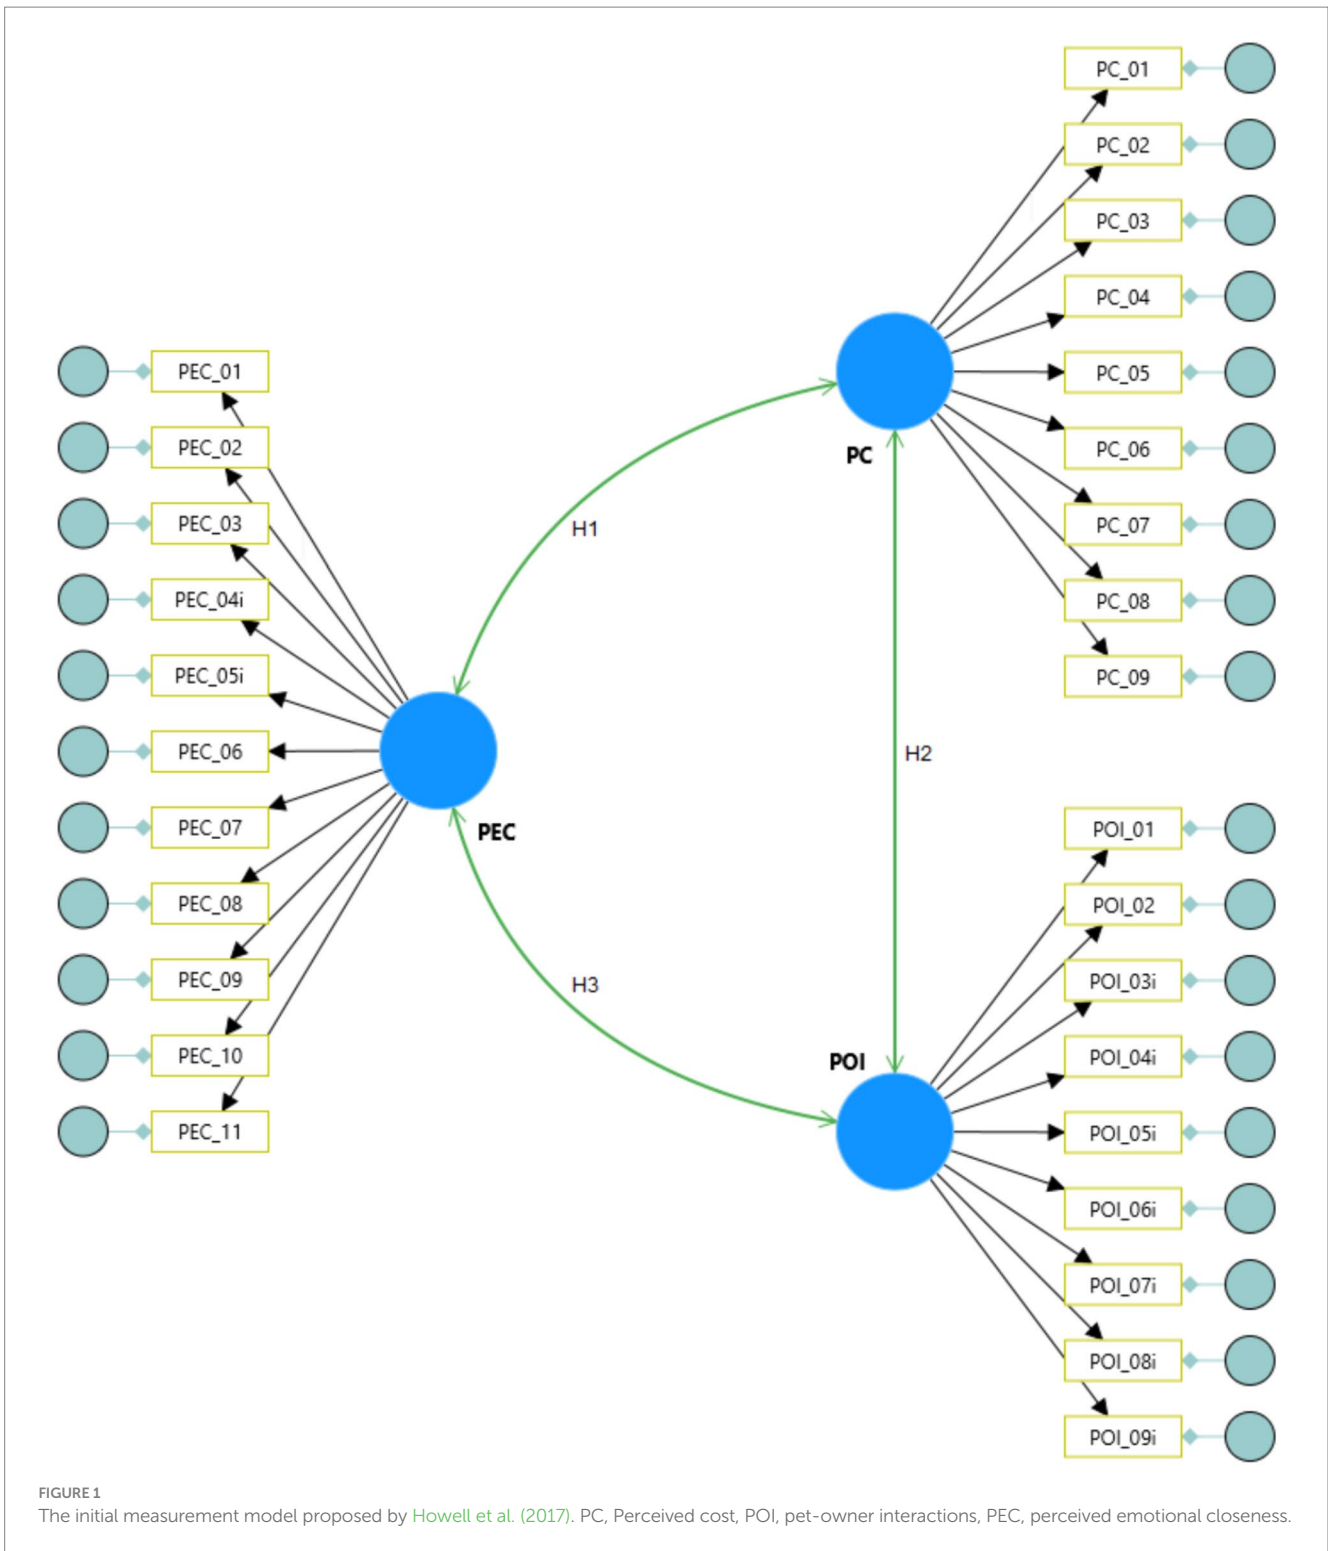 PC_01
PC_02
PC_03
PC_04
PC_05
PC_06
PC_07
PC_08
PC_09
PC
PEC_01
PEC_02
PEC_03
PEC_04i
PEC_05i
PEC_06
PEC_07
PEC_08
PEC_09
PEC_10
PEC_11
PEC
H1
H2
H3
POI
POI_01
POI_02
POI_03i
POI_04i
POI_05i
POI_06i
POI_07i
POI_08i
POI_09i
FIGURE 1
The initial measurement model proposed by Howell et al. (2017). PC, Perceived cost, POI, pet-owner interactions, PEC, perceived emotional closeness.